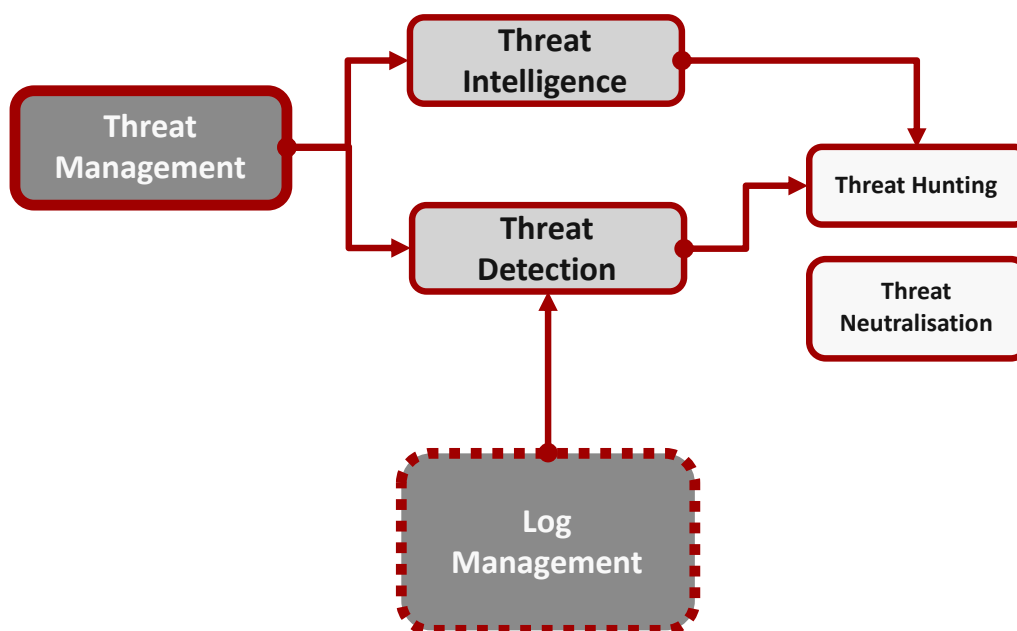 Threat
Intelligence
Threat
Management
Threat Hunting
Threat
Detection
Threat
Neutralisation
Log
Management